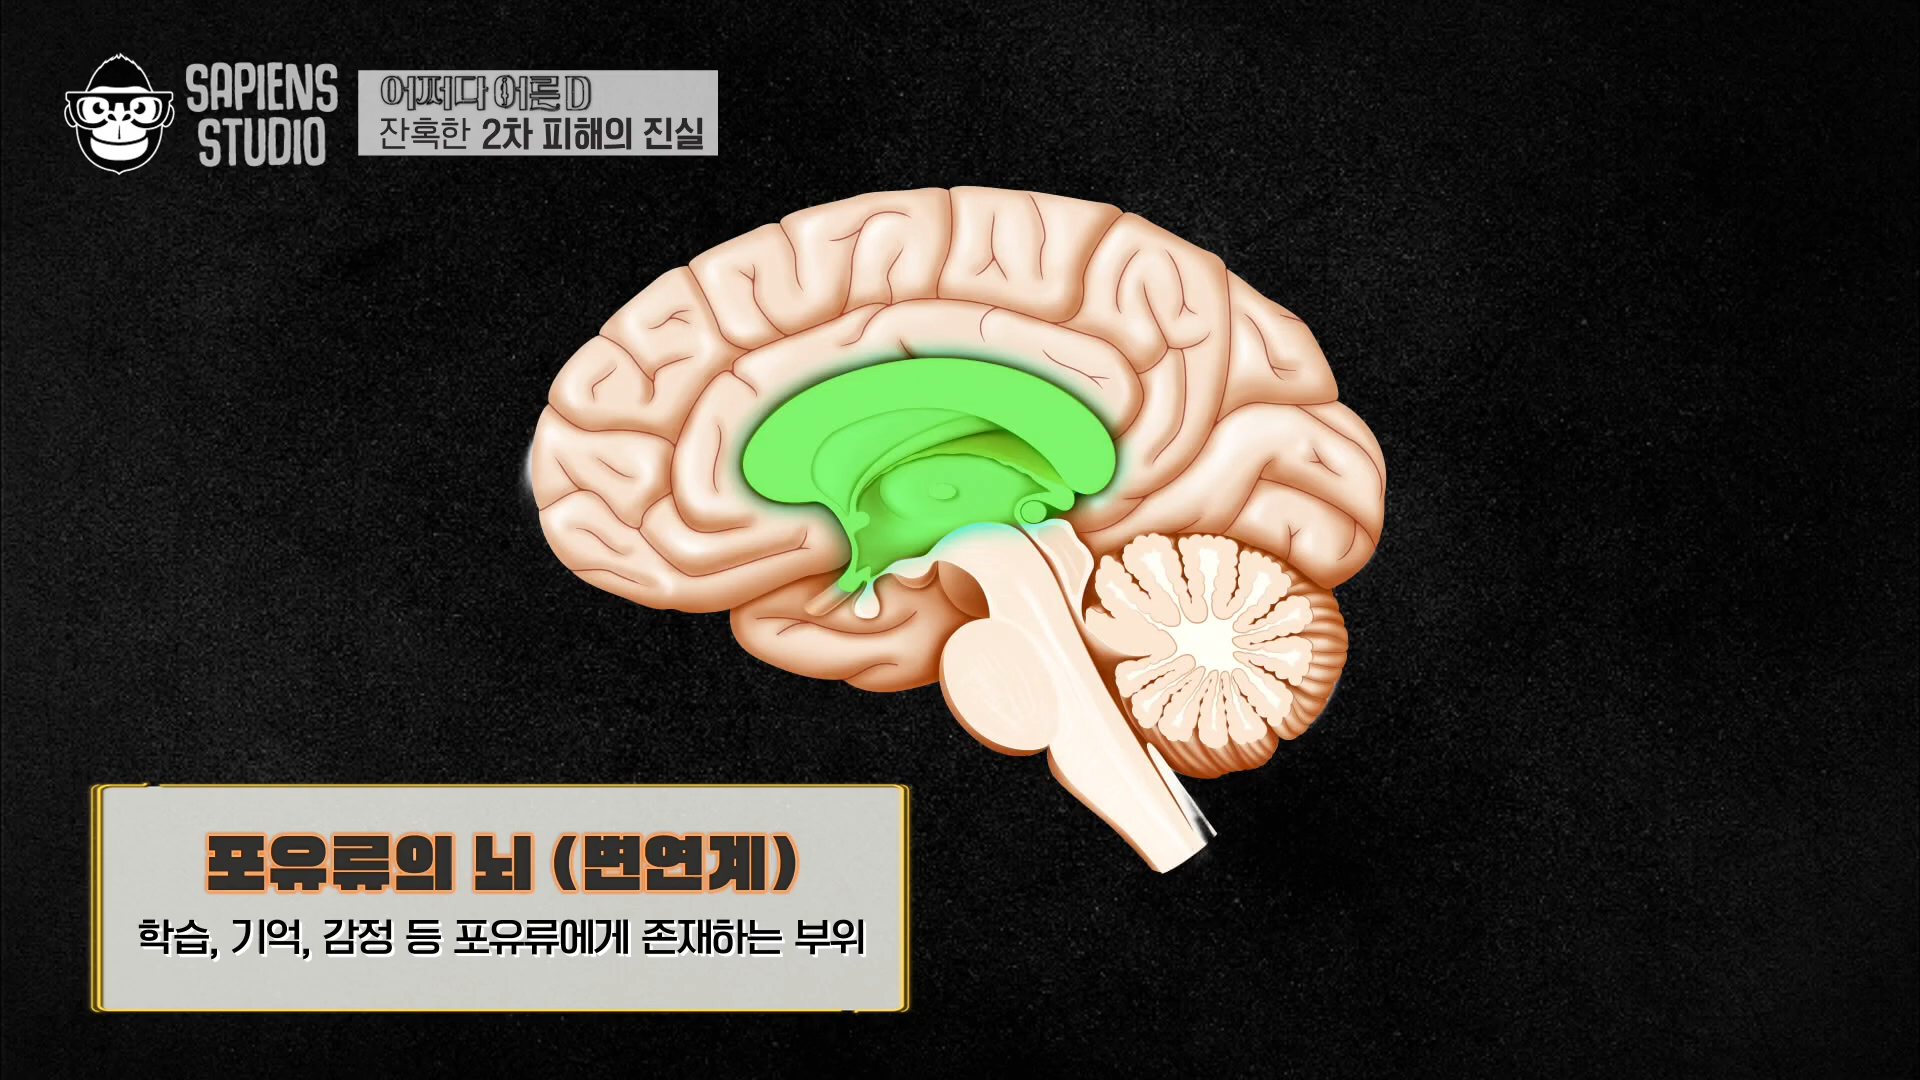 SAPIENS
STUDIO
어쩌다 어른 D
잔혹한 2차 피해의 진실
포유류의 뇌 (변연계)
학습, 기억, 감정 등 포유류에게 존재하는 부위